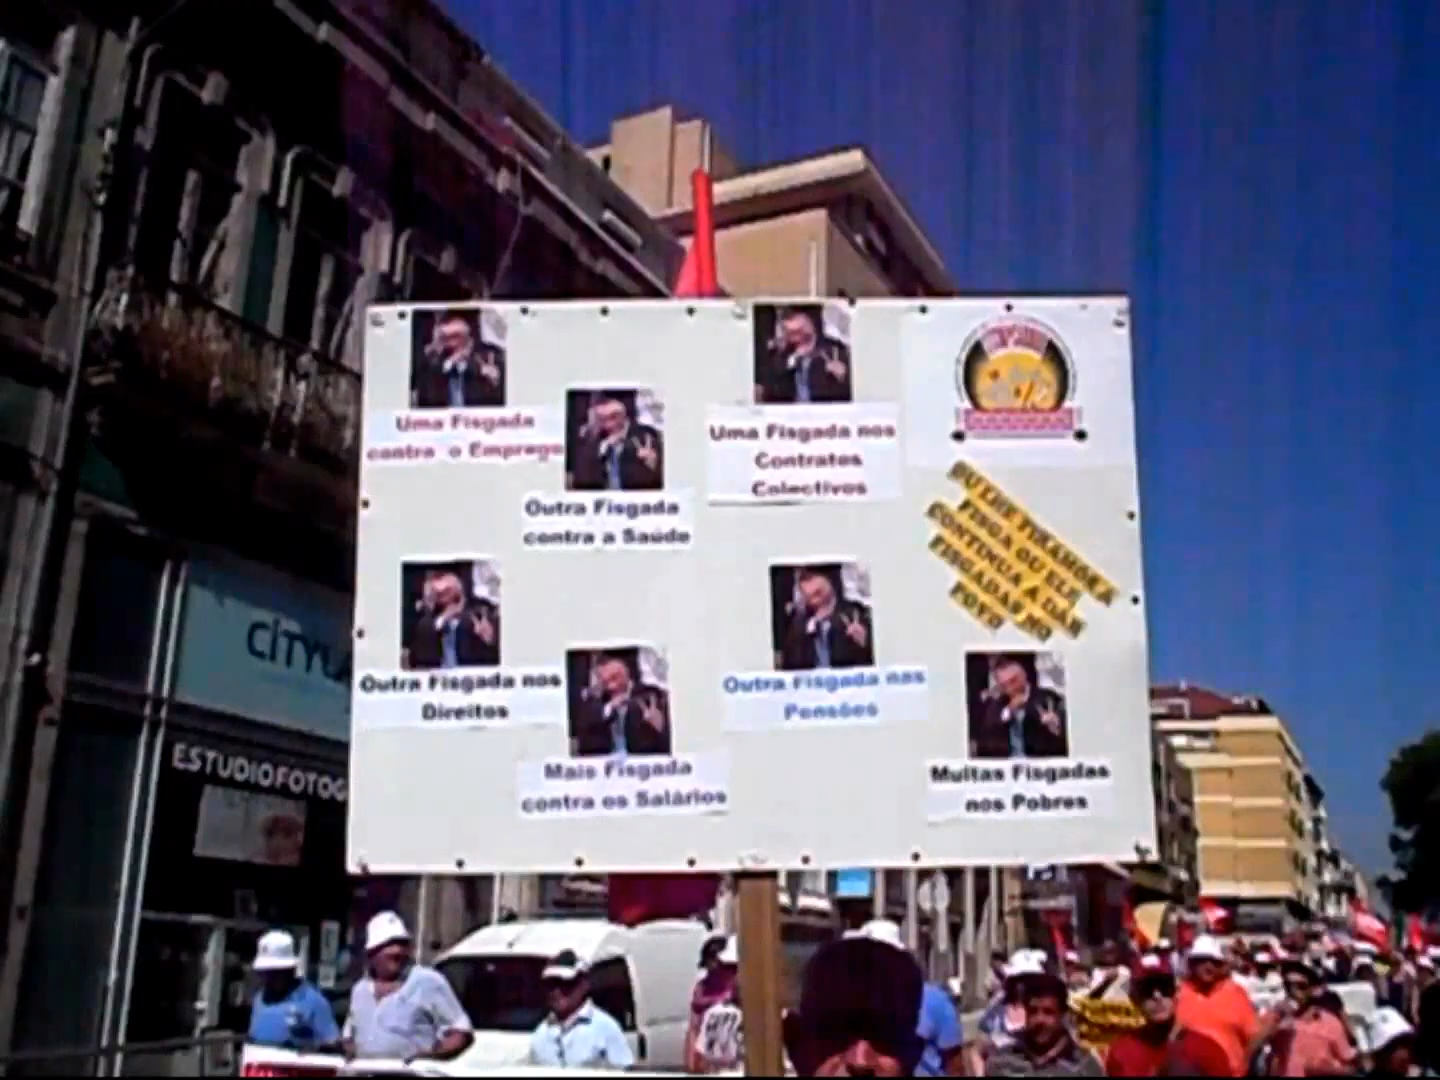 Uma Fisgada
contra o Emprego
Outra Fisgada
contra a Saúde
Uma Fisgada nos
Contratos
Colectivos
OU LHE TIRAMOS A
FISGA OU ELE
CONTINUA A DAR
FISGADAS NO
POVO
Outra Fisgada nos
Direitos
Mais Fisgada
contra os Salários
Outra Fisgada nas
Pensões
Muitas Fisgadas
nos Pobres
ESTUDIOFOTOG